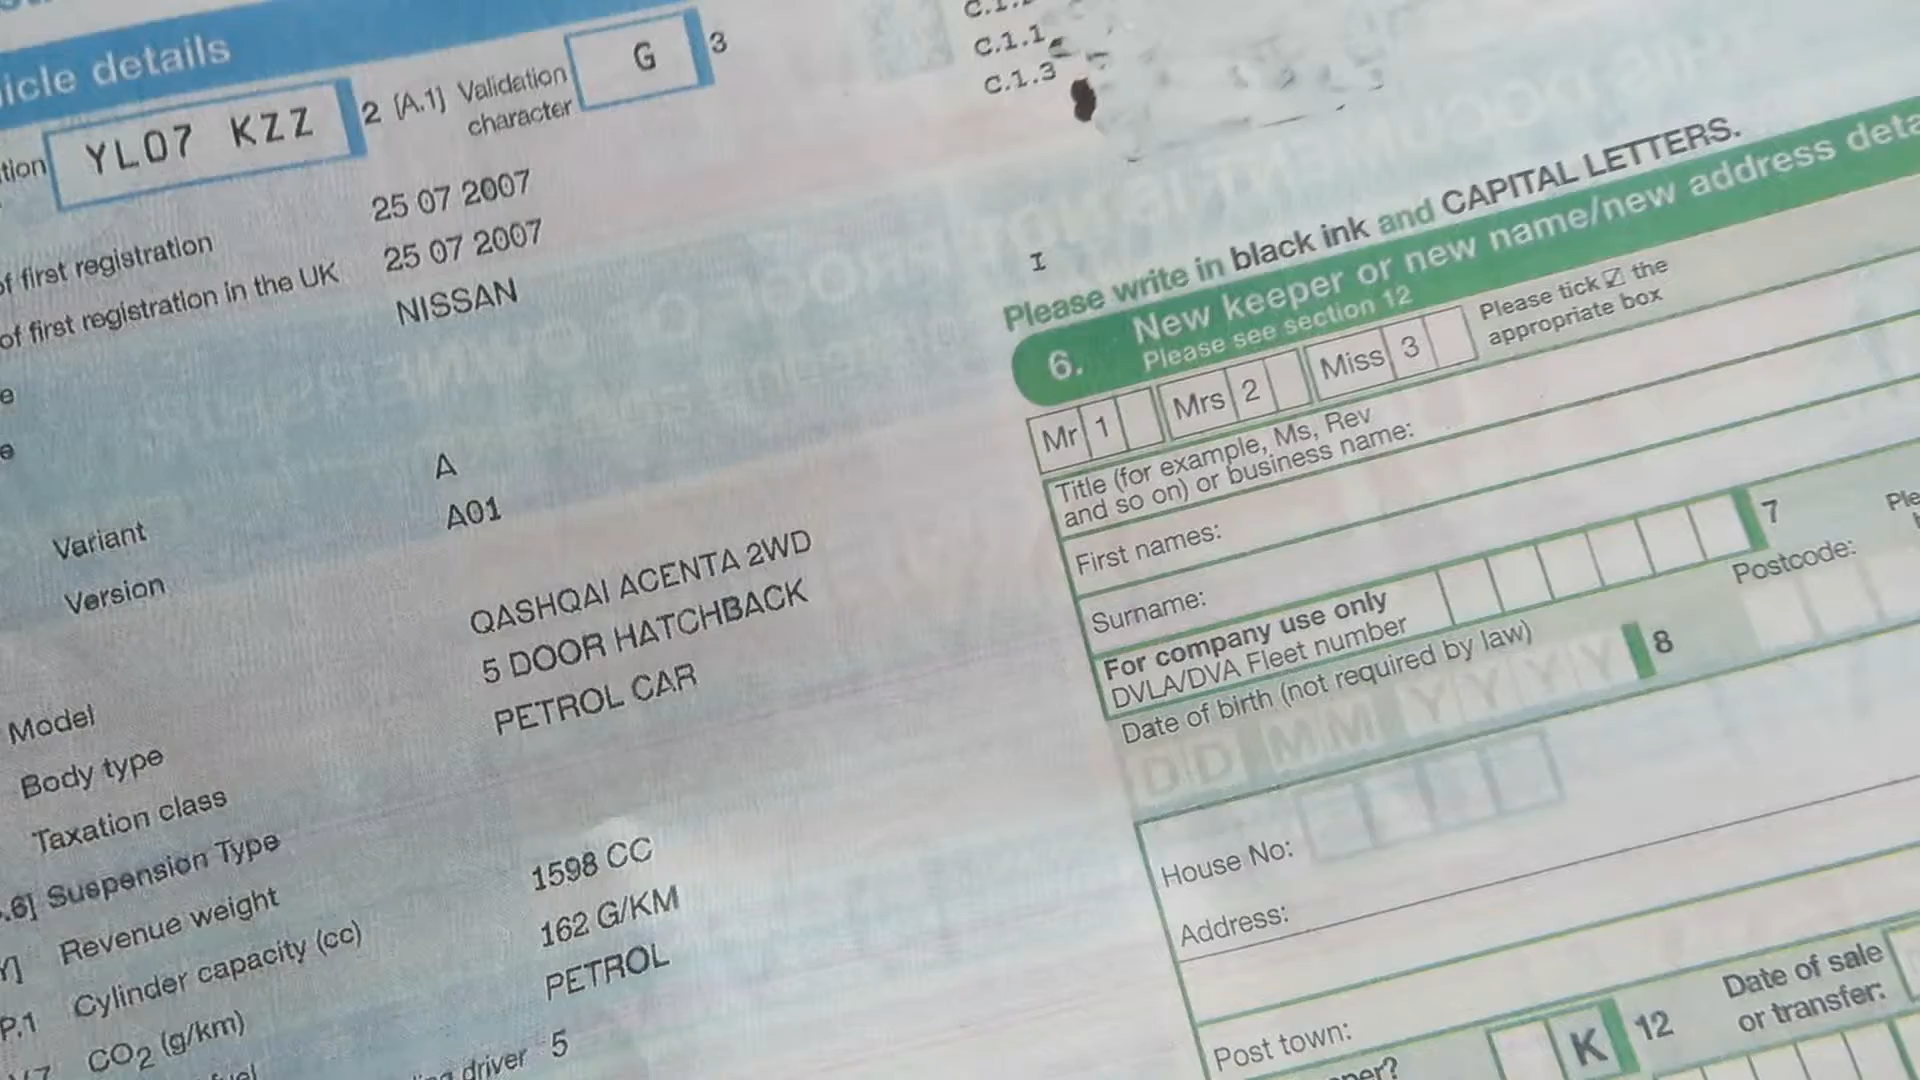 icle details
tion YL07 KZZ 2 [A.1] Validation character G 3
of first registration 25 07 2007
of first registration in the UK 25 07 2007
NISSAN
e
e
Variant A
Version A01
Model QASHQAI ACENTA 2WD
Body type 5 DOOR HATCHBACK
Taxation class PETROL CAR
.6] Suspension Type
Revenue weight
P.1 Cylinder capacity (cc) 1598 CC
CO2 (g/km) 162 G/KM
PETROL
driver 5
C.1.1
C.1.3
I
Please write in black ink and CAPITAL LETTERS.
6. New keeper or new name/new address deta
Please see section 12
Mr 1 Mrs 2 Miss 3 Please tick ☑ the
appropriate box
Title (for example, Ms, Rev
and so on) or business name:
First names:
Surname:
For company use only
DVLA/DVA Fleet number 7
Ple
Date of birth (not required by law) 8
Postcode:
DD MM YYYY
House No:
Address:
Post town:
K 12 Date of sale
or transfer: